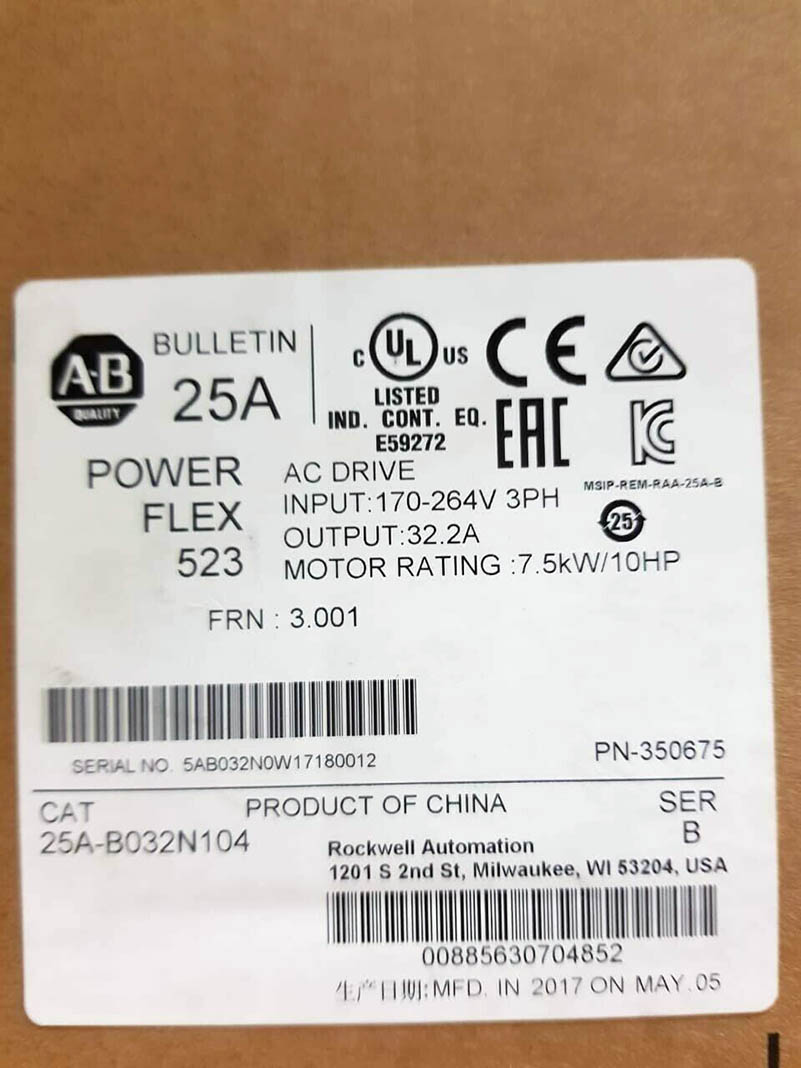 A-B
QUALITY
BULLETIN
25A
C UL US
LISTED
IND. CONT. EQ.
E59272
CE
EAC
KC
MSIP-REM-RAA-25A-B
25
POWER
FLEX
523
AC DRIVE
INPUT:170-264V 3PH
OUTPUT:32.2A
MOTOR RATING :7.5kW/10HP
FRN : 3.001
SERIAL NO. 5AB032N0W17180012
PN-350675
CAT
25A-B032N104
PRODUCT OF CHINA
SER
B
Rockwell Automation
1201 S 2nd St, Milwaukee, WI 53204, USA
00885630704852
生产日期:MFD. IN 2017 ON MAY.05